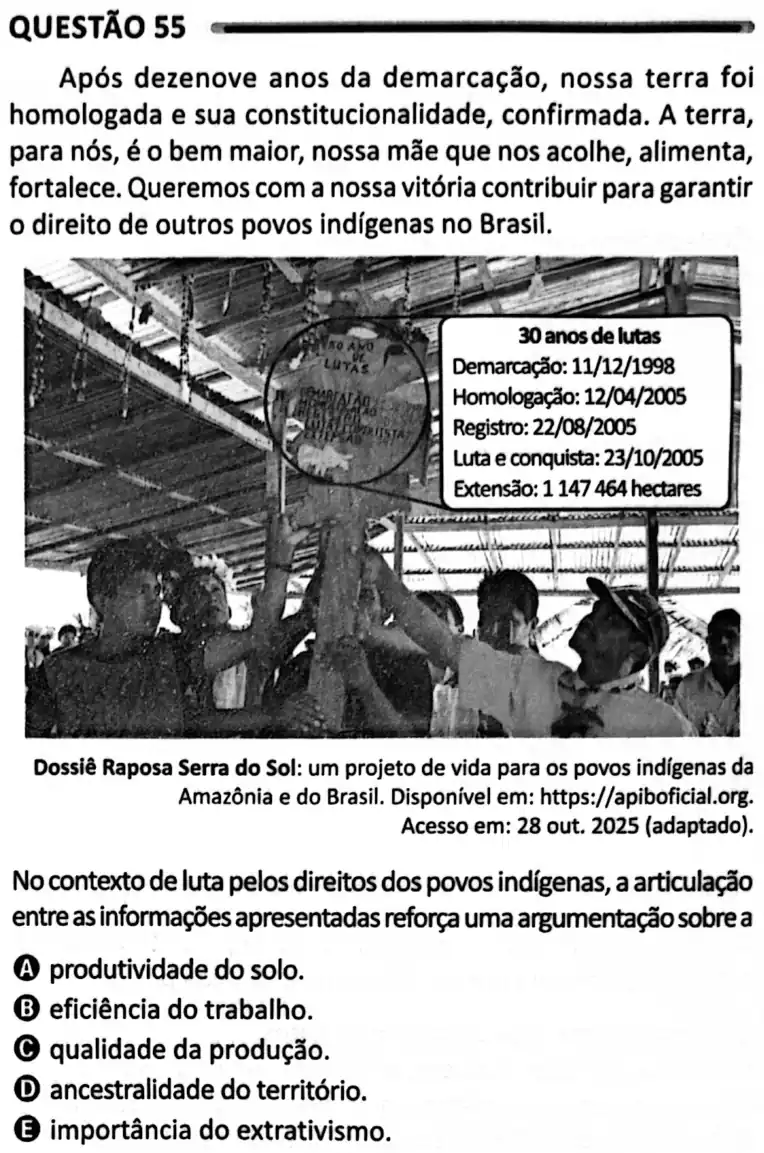 QUESTÃO 55
Após dezenove anos da demarcação, nossa terra foi
homologada e sua constitucionalidade, confirmada. A terra,
para nós, é o bem maior, nossa mãe que nos acolhe, alimenta,
fortalece. Queremos com a nossa vitória contribuir para garantir
o direito de outros povos indígenas no Brasil.
30 ANO
DE
LUTAS
DEMARCAÇÃO
EXTENSÃO
30 anos de lutas
Demarcação: 11/12/1998
Homologação: 12/04/2005
Registro: 22/08/2005
Luta e conquista: 23/10/2005
Extensão: 1 147 464 hectares
Dossiê Raposa Serra do Sol: um projeto de vida para os povos indígenas da
Amazônia e do Brasil. Disponível em: https://apiboficial.org.
Acesso em: 28 out. 2025 (adaptado).
No contexto de luta pelos direitos dos povos indígenas, a articulação
entre as informações apresentadas reforça uma argumentação sobre a
A produtividade do solo.
B eficiência do trabalho.
C qualidade da produção.
D ancestralidade do território.
E importância do extrativismo.